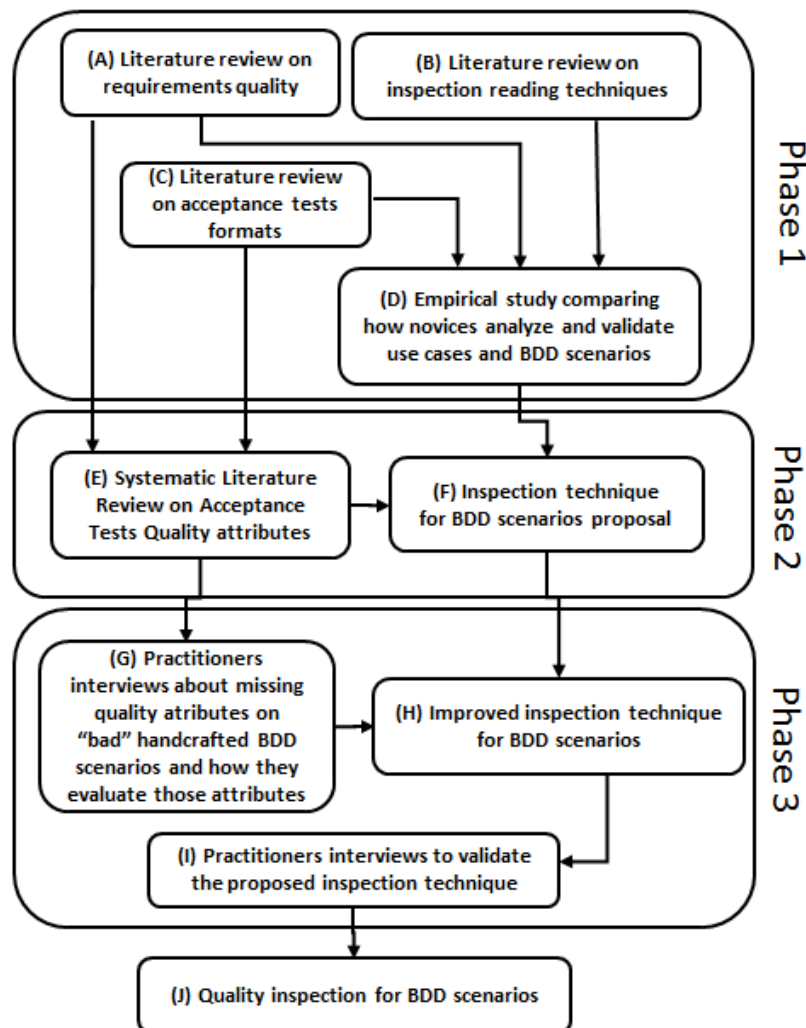 (A) Literature review on
requirements quality
(B) Literature review on
inspection reading techniques
(C) Literature review
on acceptance tests
formats
(D) Empirical study comparing
how novices analyze and validate
use cases and BDD scenarios
Phase 1
(E) Systematic Literature
Review on Acceptance
Tests Quality attributes
(F) Inspection technique
for BDD scenarios proposal
Phase 2
(G) Practitioners
interviews about missing
quality atributes on
“bad” handcrafted BDD
scenarios and how they
evaluate those attributes
(H) Improved inspection technique
for BDD scenarios
(I) Practitioners interviews to validate
the proposed inspection technique
Phase 3
(J) Quality inspection for BDD scenarios